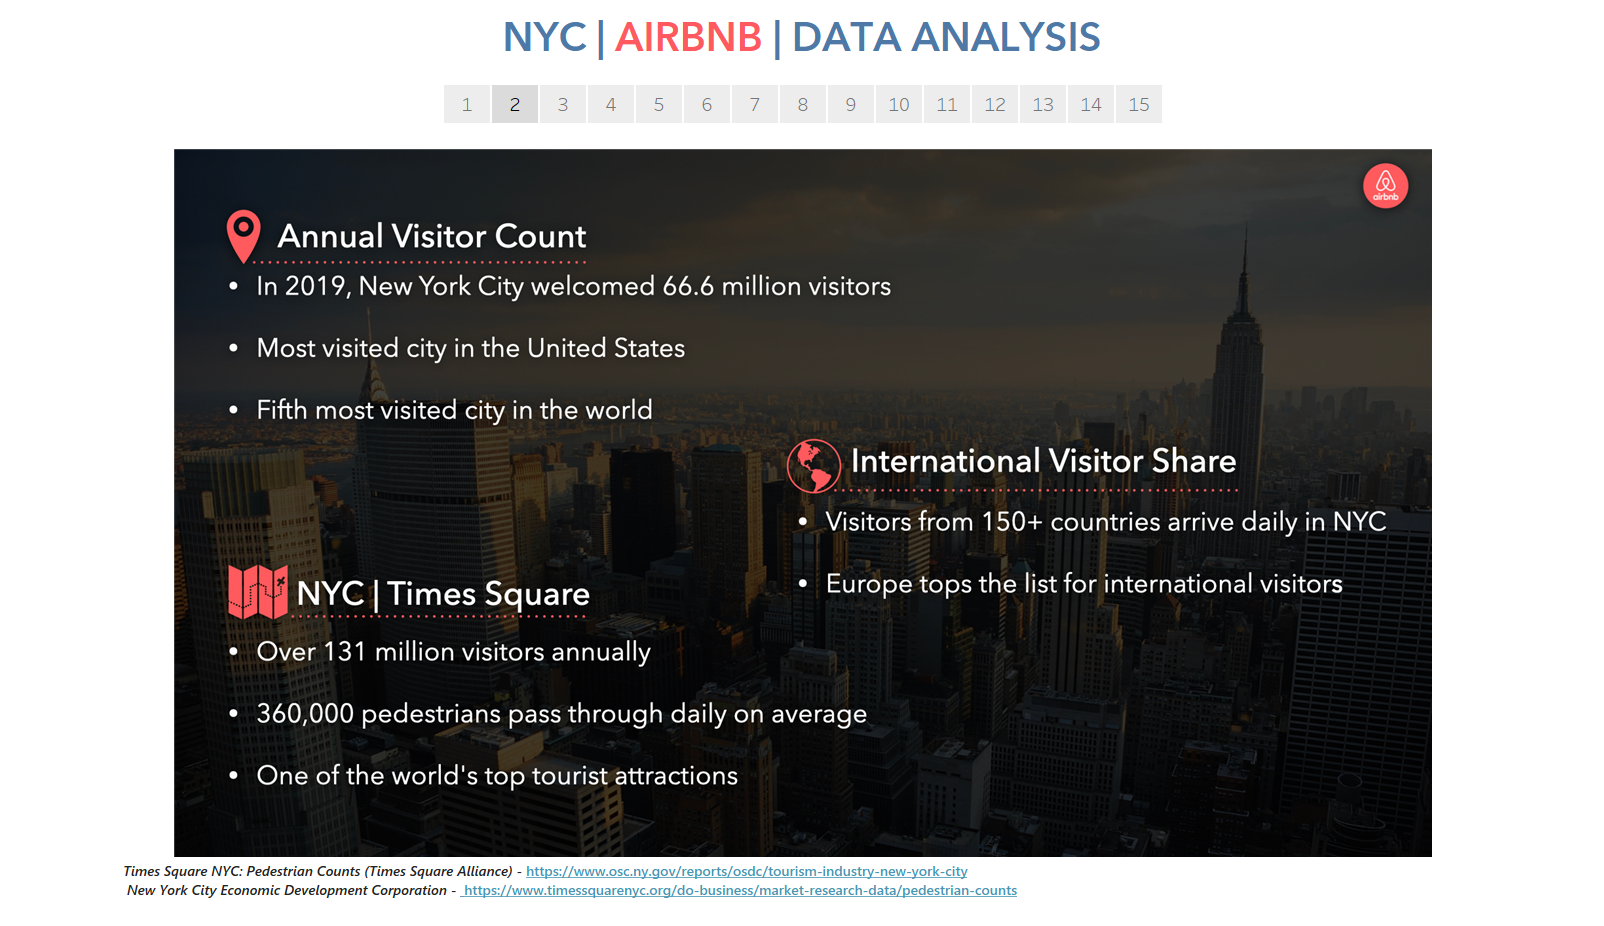 NYC | AIRBNB | DATA ANALYSIS
1 2 3 4 5 6 7 8 9 10 11 12 13 14 15
airbnb
Annual Visitor Count
• In 2019, New York City welcomed 66.6 million visitors
• Most visited city in the United States
• Fifth most visited city in the world
International Visitor Share
• Visitors from 150+ countries arrive daily in NYC
• Europe tops the list for international visitors
NYC | Times Square
• Over 131 million visitors annually
• 360,000 pedestrians pass through daily on average
• One of the world's top tourist attractions
Times Square NYC: Pedestrian Counts (Times Square Alliance) - https://www.osc.ny.gov/reports/osdc/tourism-industry-new-york-city
New York City Economic Development Corporation - https://www.timessquarenyc.org/do-business/market-research-data/pedestrian-counts